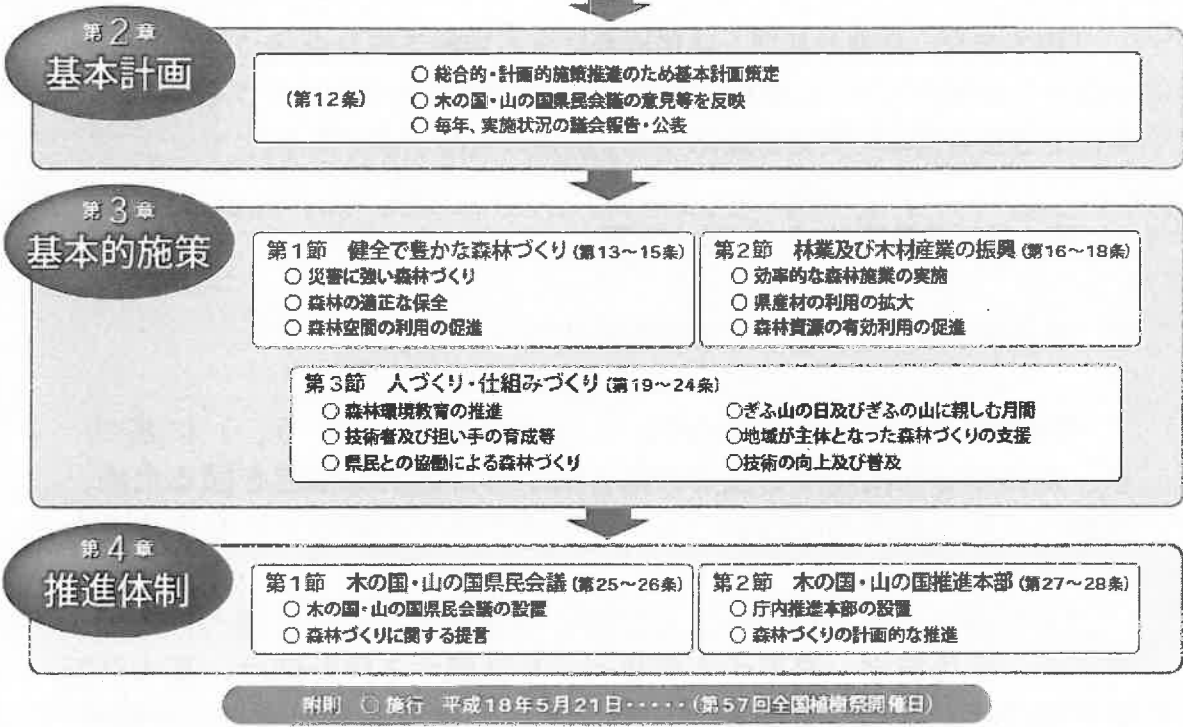 第2章
基本計画
(第12条)
○ 総合的・計画的施策推進のため基本計画策定
○ 木の国・山の国県民会議の意見等を反映
○ 毎年、実施状況の議会報告・公表
第3章
基本的施策
第1節 健全で豊かな森林づくり(第13～15条)
○ 災害に強い森林づくり
○ 森林の適正な保全
○ 森林空間の利用の促進
第2節 林業及び木材産業の振興(第16～18条)
○ 効率的な森林施業の実施
○ 県産材の利用の拡大
○ 森林資源の有効利用の促進
第3節 人づくり・仕組みづくり(第19～24条)
○ 森林環境教育の推進
○ 技術者及び担い手の育成等
○ 県民との協働による森林づくり
○ぎふ山の日及びぎふの山に親しむ月間
○地域が主体となった森林づくりの支援
○技術の向上及び普及
第4章
推進体制
第1節 木の国・山の国県民会議(第25～26条)
○ 木の国・山の国県民会議の設置
○ 森林づくりに関する提言
第2節 木の国・山の国推進本部(第27～28条)
○ 庁内推進本部の設置
○ 森林づくりの計画的な推進
附則 ○ 施行 平成18年5月21日・・・・・(第57回全国植樹祭開催日)